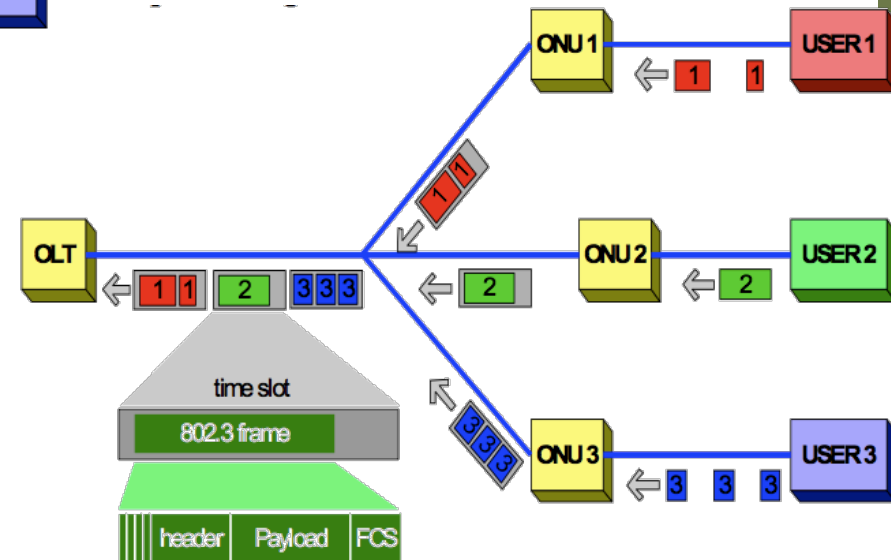 ONU 1
USER 1
1 1
1 1
OLT
ONU 2
USER 2
1 1 2 3 3 3
2
2
time slot
802.3 frame
3 3 3
ONU 3
USER 3
3 3 3
header Payload FCS